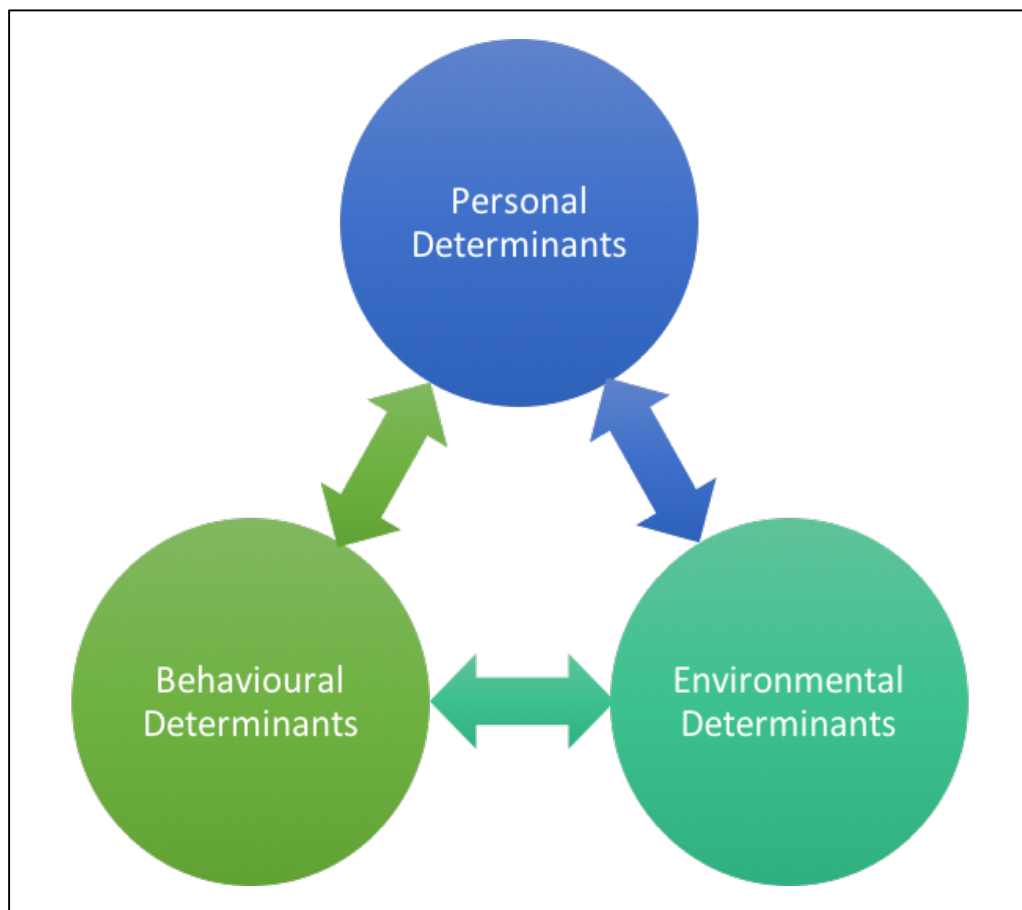 Personal
Determinants
Behavioural
Determinants
Environmental
Determinants